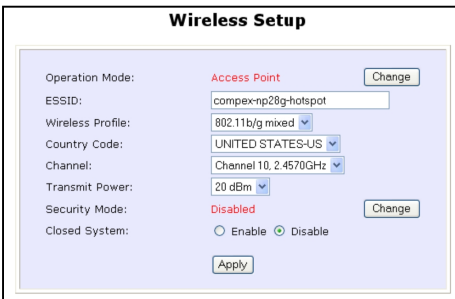 Wireless Setup
Operation Mode: Access Point Change
ESSID: compex-np28g-hotspot
Wireless Profile: 802.11b/g mixed
Country Code: UNITED STATES-US
Channel: Channel 10, 2.4570GHz
Transmit Power: 20 dBm
Security Mode: Disabled Change
Closed System: Enable Disable
Apply